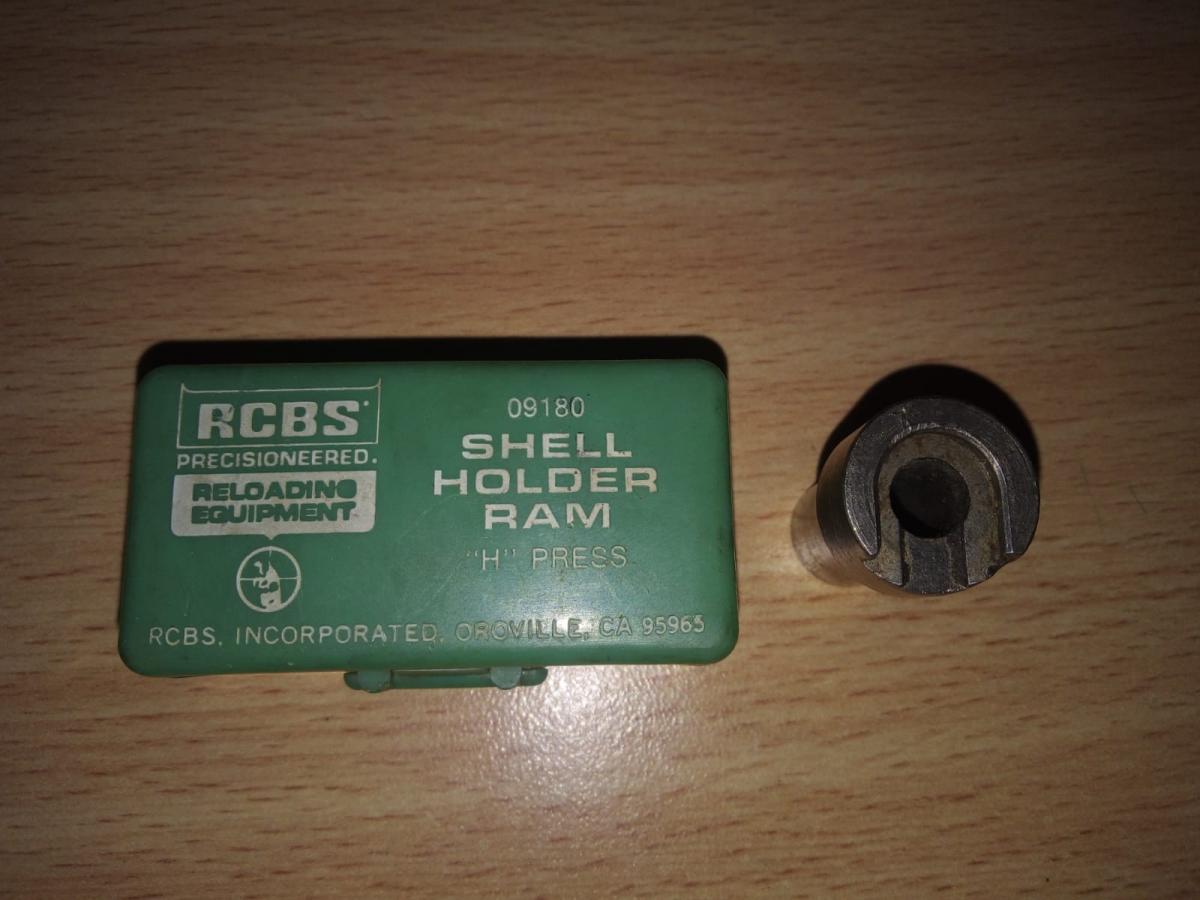 RCBS
PRECISIONEERED.
RELOADING
EQUIPMENT
09180
SHELL
HOLDER
RAM
"H" PRESS
RCBS, INCORPORATED, OROVILLE, CA 95965